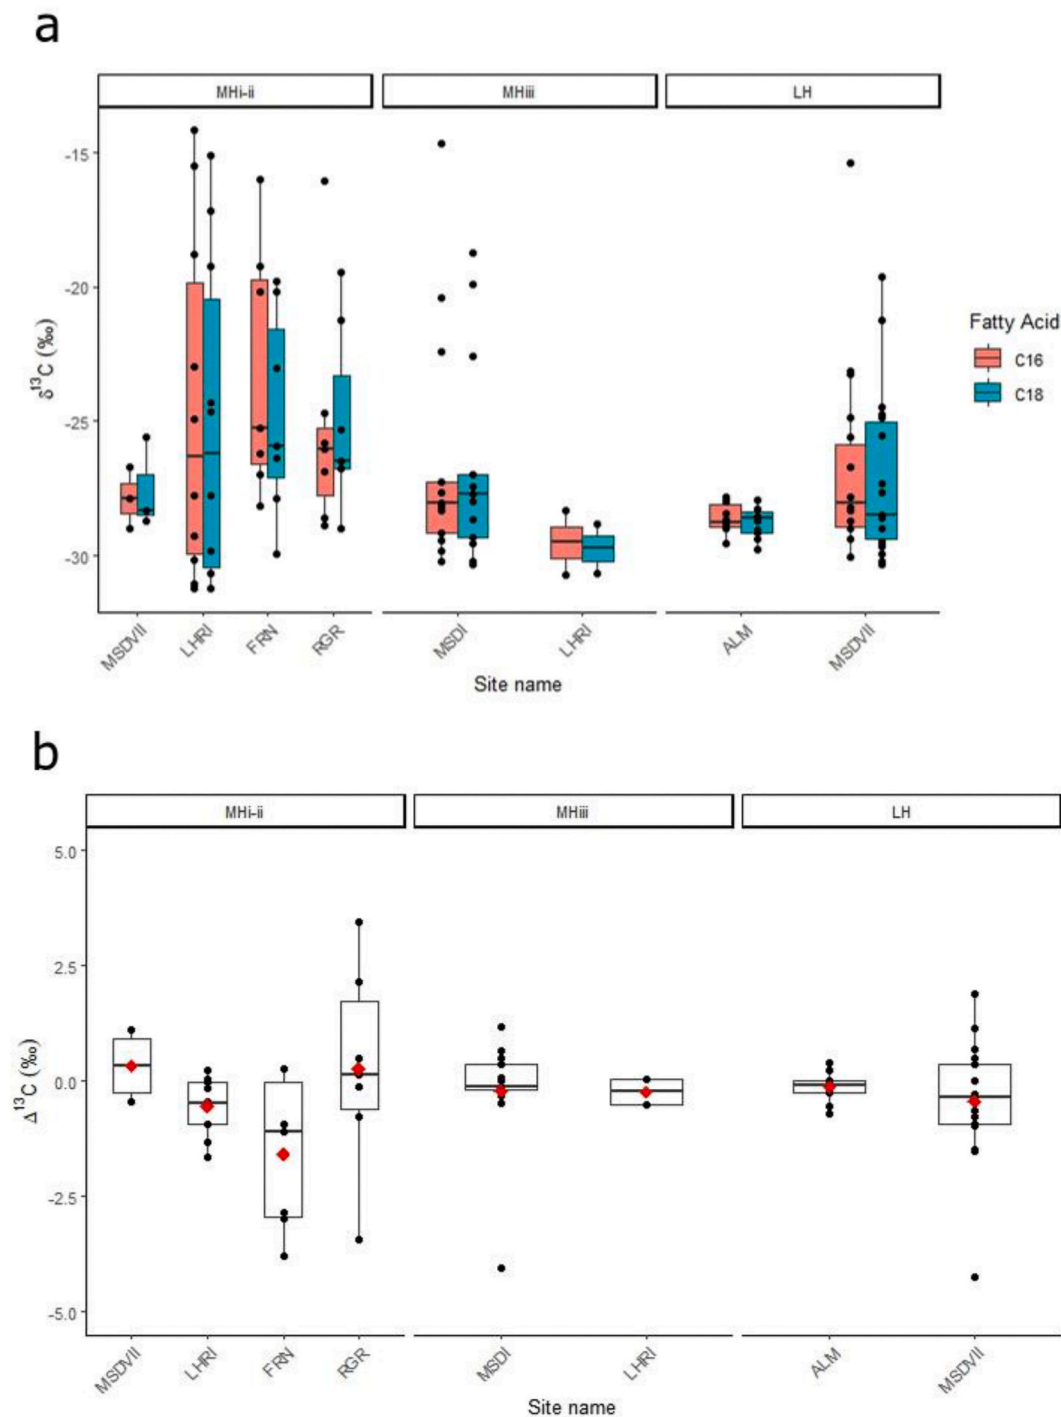 a
MHi-ii MHiii LH
-15
-20
-25
-30
δ¹³C (‰)
MSDVII LHRI FRN RGR MSDI LHRI ALM MSDVII
Site name
Fatty Acid
C16
C18
b
MHi-ii MHiii LH
5.0
2.5
0.0
-2.5
-5.0
Δ¹³C (‰)
MSDVII LHRI FRN RGR MSDI LHRI ALM MSDVII
Site name